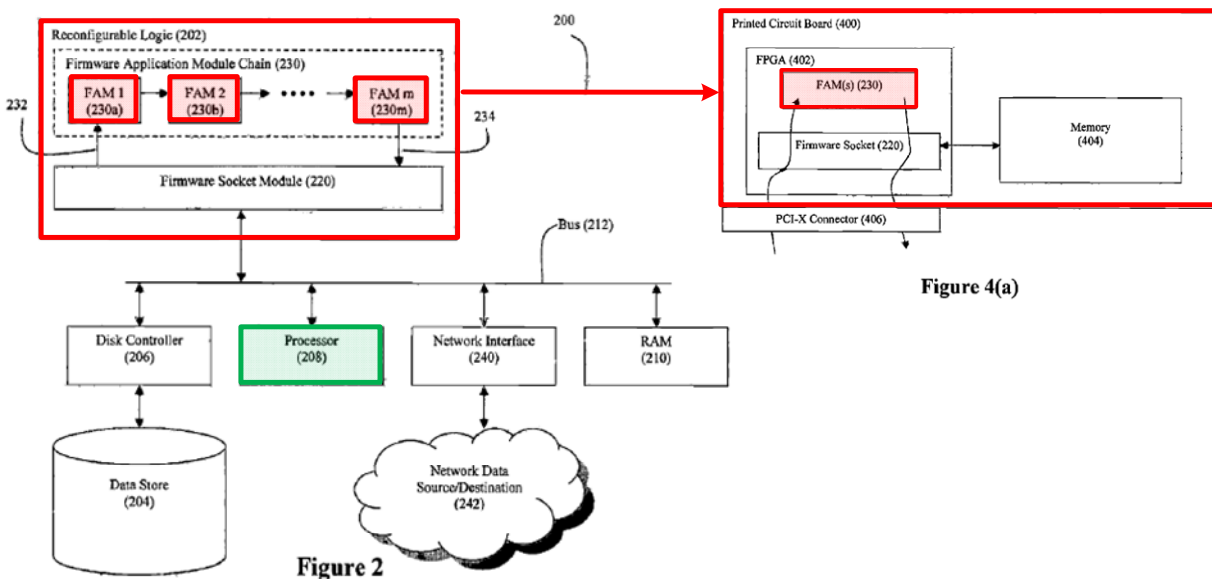 200
Reconfigurable Logic (202)
Firmware Application Module Chain (230)
FAM 1
(230a)
FAM 2
(230b)
FAM m
(230m)
232
234
Firmware Socket Module (220)
Bus (212)
Disk Controller
(206)
Processor
(208)
Network Interface
(240)
RAM
(210)
Data Store
(204)
Network Data
Source/Destination
(242)
Figure 2
Printed Circuit Board (400)
FPGA (402)
FAM(s) (230)
Firmware Socket (220)
Memory
(404)
PCI-X Connector (406)
Figure 4(a)